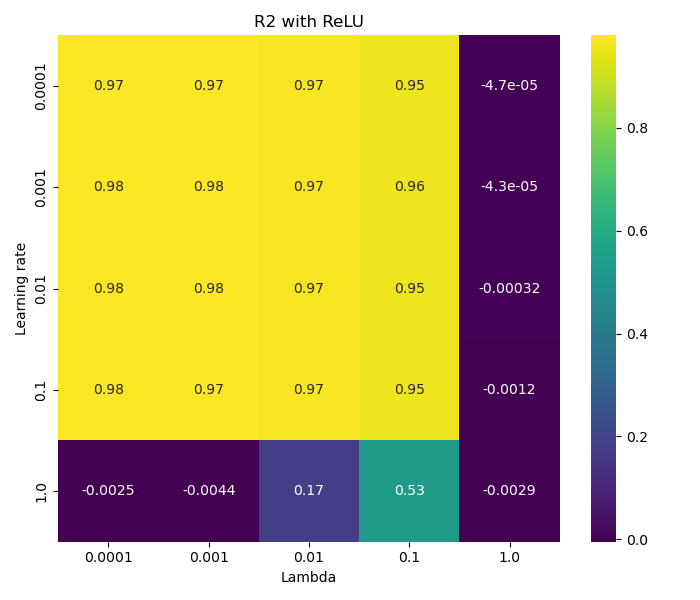 R2 with ReLU
Learning rate
0.0001 0.97 0.97 0.97 0.95 -4.7e-05
0.001 0.98 0.98 0.97 0.96 -4.3e-05
0.01 0.98 0.98 0.97 0.95 -0.00032
0.1 0.98 0.97 0.97 0.95 -0.0012
1.0 -0.0025 -0.0044 0.17 0.53 -0.0029
0.0001 0.001 0.01 0.1 1.0
Lambda
0.8
0.6
0.4
0.2
0.0